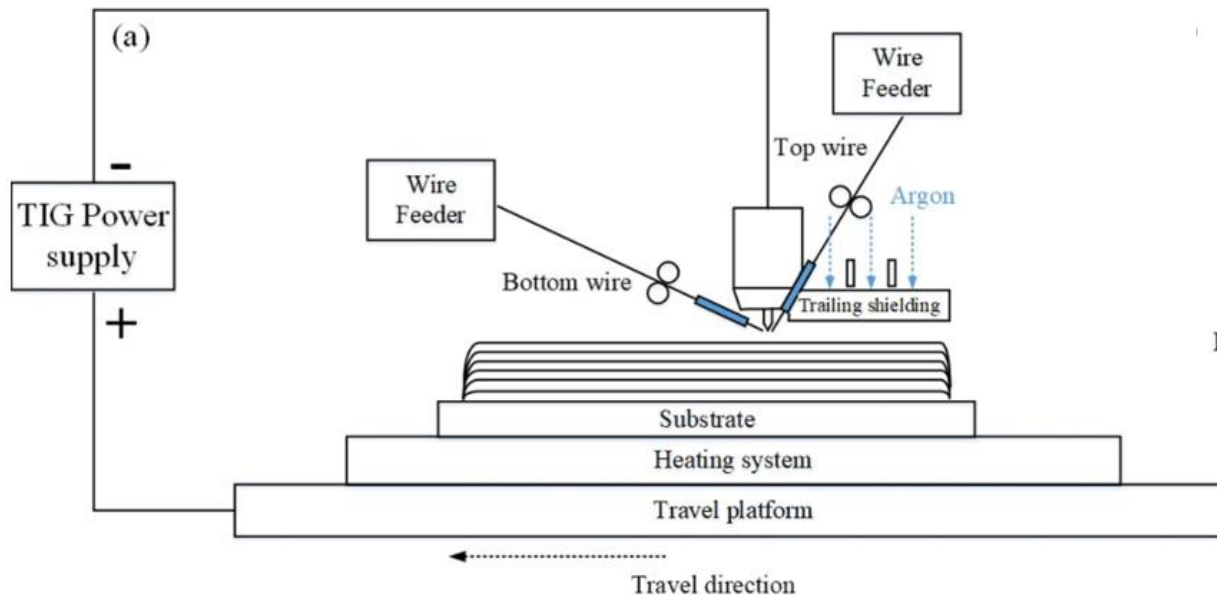 (a)
Wire
Feeder
Top wire
-
Wire
Feeder
Argon
TIG Power
supply
Bottom wire
Trailing shielding
+
Substrate
Heating system
Travel platform
Travel direction